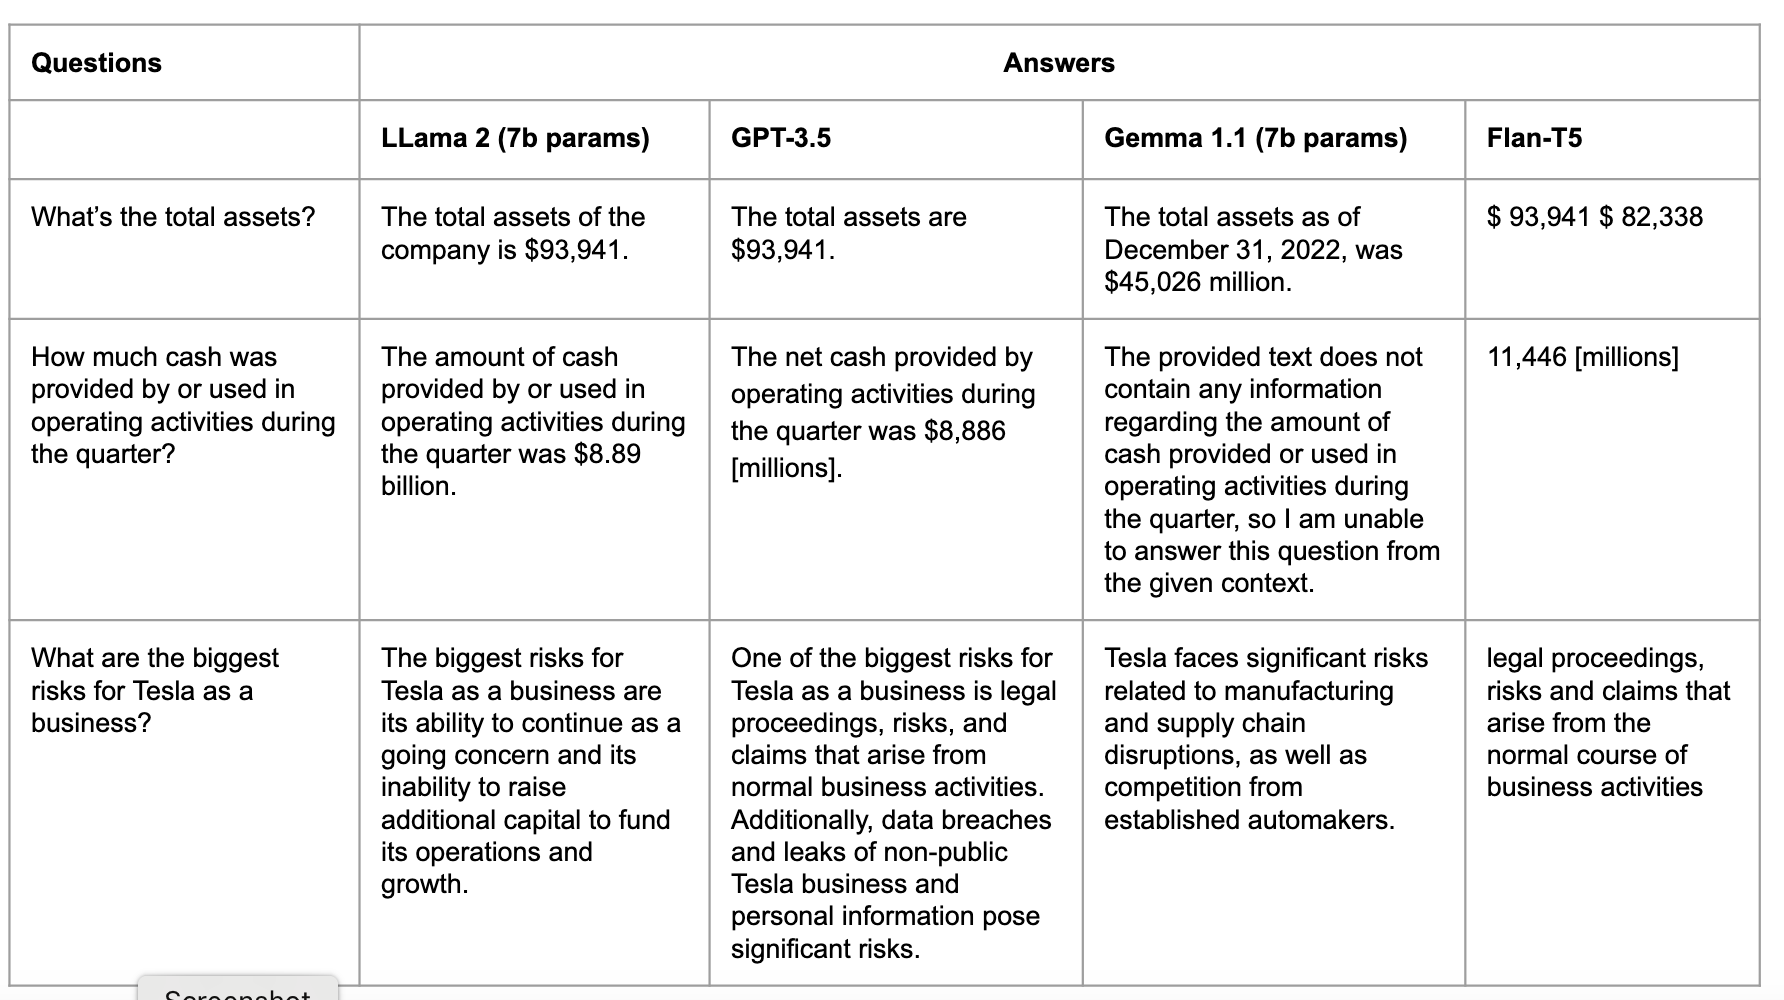 Questions
Answers
LLama 2 (7b params)
GPT-3.5
Gemma 1.1 (7b params)
Flan-T5
What's the total assets?
The total assets of the
company is $93,941.
The total assets are
$93,941.
The total assets as of
December 31, 2022, was
$45,026 million.
$ 93,941 $ 82,338
How much cash was
provided by or used in
operating activities during
the quarter?
The amount of cash
provided by or used in
operating activities during
the quarter was $8.89
billion.
The net cash provided by
operating activities during
the quarter was $8,886
[millions].
The provided text does not
contain any information
regarding the amount of
cash provided or used in
operating activities during
the quarter, so I am unable
to answer this question from
the given context.
11,446 [millions]
What are the biggest
risks for Tesla as a
business?
The biggest risks for
Tesla as a business are
its ability to continue as a
going concern and its
inability to raise
additional capital to fund
its operations and
growth.
One of the biggest risks for
Tesla as a business is legal
proceedings, risks, and
claims that arise from
normal business activities.
Additionally, data breaches
and leaks of non-public
Tesla business and
personal information pose
significant risks.
Tesla faces significant risks
related to manufacturing
and supply chain
disruptions, as well as
competition from
established automakers.
legal proceedings,
risks and claims that
arise from the
normal course of
business activities
Screenshot